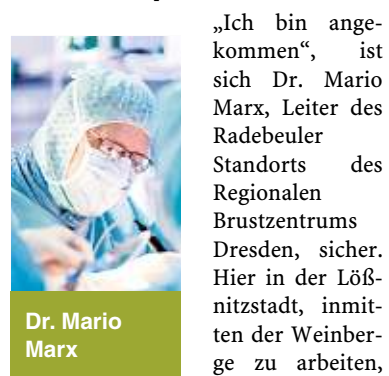 „Ich bin ange-
kommen“, ist
sich Dr. Mario
Marx, Leiter des
Radebeuler
Standorts des
Regionalen
Brustzentrums
Dresden, sicher.
Hier in der Löß-
nitzstadt, inmit-
ten der Weinber-
ge zu arbeiten,
Dr. Mario
Marx